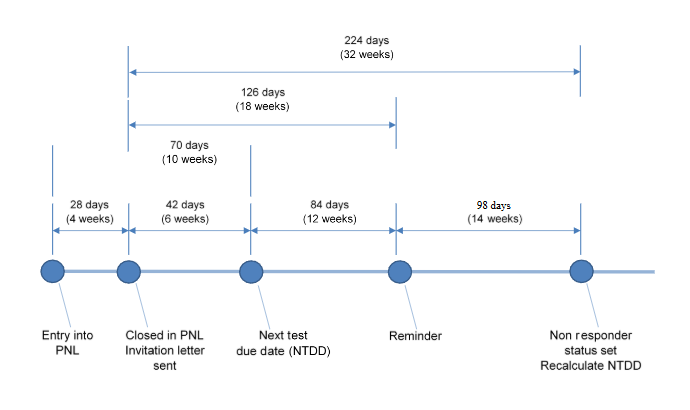 224 days
(32 weeks)
126 days
(18 weeks)
70 days
(10 weeks)
28 days
(4 weeks)
42 days
(6 weeks)
84 days
(12 weeks)
98 days
(14 weeks)
Entry into
PNL
Closed in PNL
Invitation letter
sent
Next test
due date (NTDD)
Reminder
Non responder
status set
Recalculate NTDD